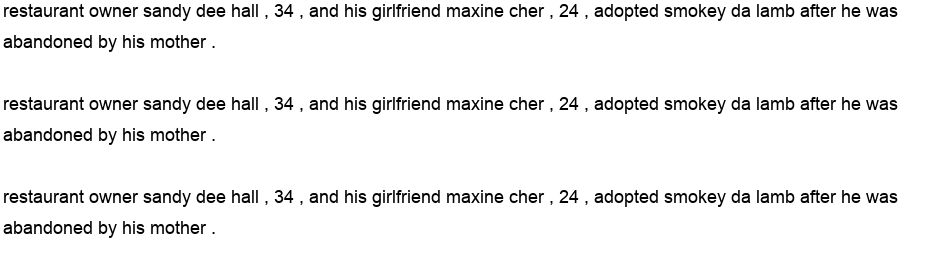 restaurant owner sandy dee hall , 34 , and his girlfriend maxine cher , 24 , adopted smokey da lamb after he was
abandoned by his mother .
restaurant owner sandy dee hall , 34 , and his girlfriend maxine cher , 24 , adopted smokey da lamb after he was
abandoned by his mother .
restaurant owner sandy dee hall , 34 , and his girlfriend maxine cher , 24 , adopted smokey da lamb after he was
abandoned by his mother .